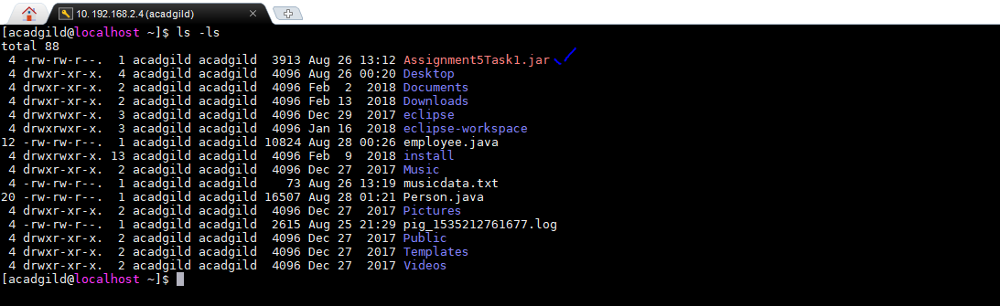 10. 192.168.2.4 (acadgild)
[acadgild@localhost ~]$ ls -ls
total 88
 4 -rw-rw-r--.  1 acadgild acadgild  3913 Aug 26 13:12 Assignment5Task1.jar
 4 drwxr-xr-x.  4 acadgild acadgild  4096 Aug 26 00:20 Desktop
 4 drwxr-xr-x.  2 acadgild acadgild  4096 Feb  2  2018 Documents
 4 drwxr-xr-x.  2 acadgild acadgild  4096 Feb 13  2018 Downloads
 4 drwxrwxr-x.  3 acadgild acadgild  4096 Dec 29  2017 eclipse
 4 drwxrwxr-x.  3 acadgild acadgild  4096 Jan 16  2018 eclipse-workspace
12 -rw-rw-r--.  1 acadgild acadgild 10824 Aug 28 00:26 employee.java
 4 drwxrwxr-x. 13 acadgild acadgild  4096 Feb  9  2018 install
 4 drwxr-xr-x.  2 acadgild acadgild  4096 Dec 27  2017 Music
 4 -rw-rw-r--.  1 acadgild acadgild    73 Aug 26 13:19 musicdata.txt
20 -rw-rw-r--.  1 acadgild acadgild 16507 Aug 28 01:21 Person.java
 4 drwxr-xr-x.  2 acadgild acadgild  4096 Dec 27  2017 Pictures
 4 -rw-rw-r--.  1 acadgild acadgild  2615 Aug 25 21:29 pig_1535212761677.log
 4 drwxr-xr-x.  2 acadgild acadgild  4096 Dec 27  2017 Public
 4 drwxr-xr-x.  2 acadgild acadgild  4096 Dec 27  2017 Templates
 4 drwxr-xr-x.  2 acadgild acadgild  4096 Dec 27  2017 Videos
[acadgild@localhost ~]$